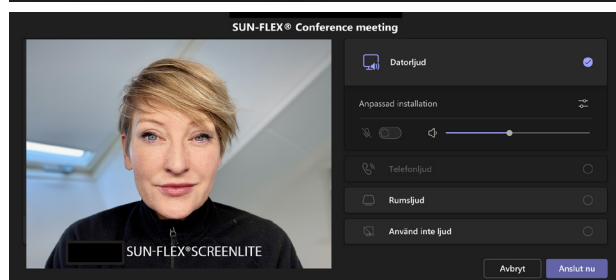 SUN-FLEX® Conference meeting
Datorljud
Anpassad installation
Telefonljud
Rumsljud
Använd inte ljud
SUN-FLEX®SCREENLITE
Avbryt
Anslut nu